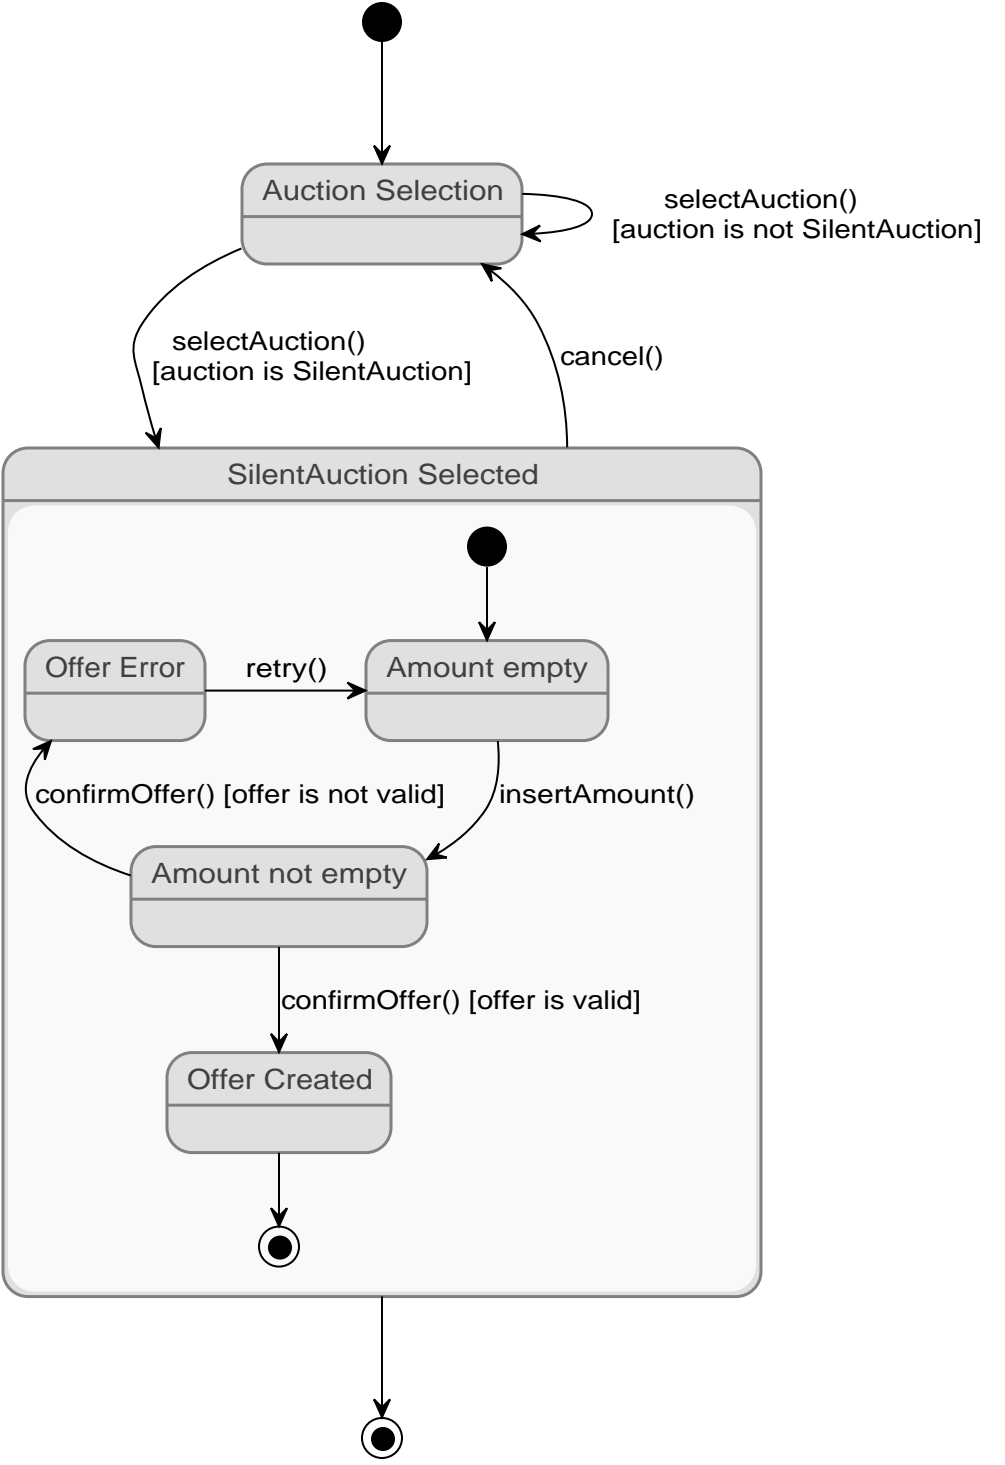 Auction Selection
selectAuction()
[auction is not SilentAuction]
selectAuction()
[auction is SilentAuction]
cancel()
SilentAuction Selected
Offer Error
retry()
Amount empty
confirmOffer() [offer is not valid]
insertAmount()
Amount not empty
confirmOffer() [offer is valid]
Offer Created